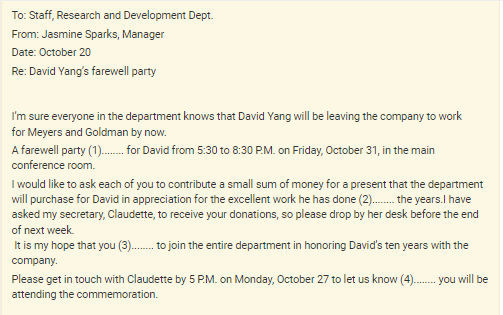 To: Staff, Research and Development Dept.
From: Jasmine Sparks, Manager
Date: October 20
Re: David Yang's farewell party
I'm sure everyone in the department knows that David Yang will be leaving the company to work
for Meyers and Goldman by now.
A farewell party (1)........ for David from 5:30 to 8:30 P.M. on Friday, October 31, in the main
conference room.
I would like to ask each of you to contribute a small sum of money for a present that the department
will purchase for David in appreciation for the excellent work he has done (2)........ the years.I have
asked my secretary, Claudette, to receive your donations, so please drop by her desk before the end
of next week.
It is my hope that you (3)........ to join the entire department in honoring David's ten years with the
company.
Please get in touch with Claudette by 5 P.M. on Monday, October 27 to let us know (4)........ you will be
attending the commemoration.